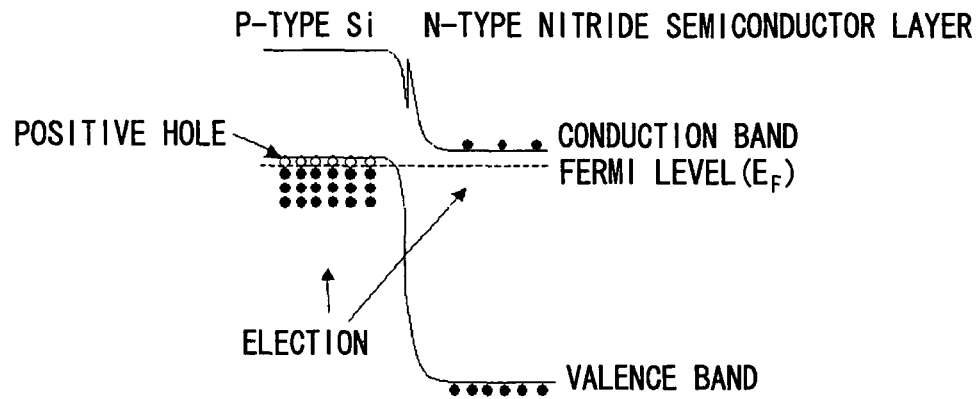 P-TYPE Si N-TYPE NITRIDE SEMICONDUCTOR LAYER
POSITIVE HOLE
CONDUCTION BAND
FERMI LEVEL(EF)
ELECTION
VALENCE BAND